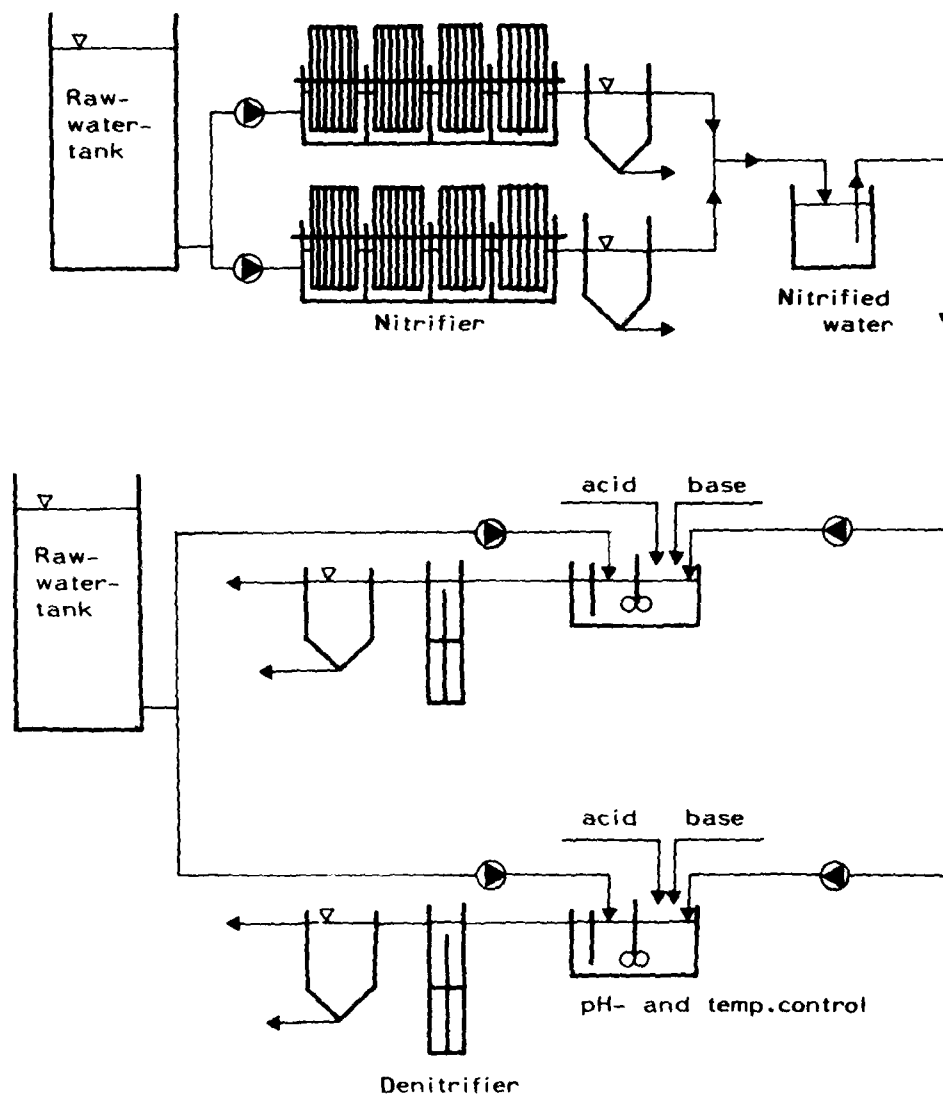 Raw-
water-
tank
Nitrifier
Nitrified
water
acid base
Raw-
water-
tank
acid base
pH- and temp.control
Denitrifier